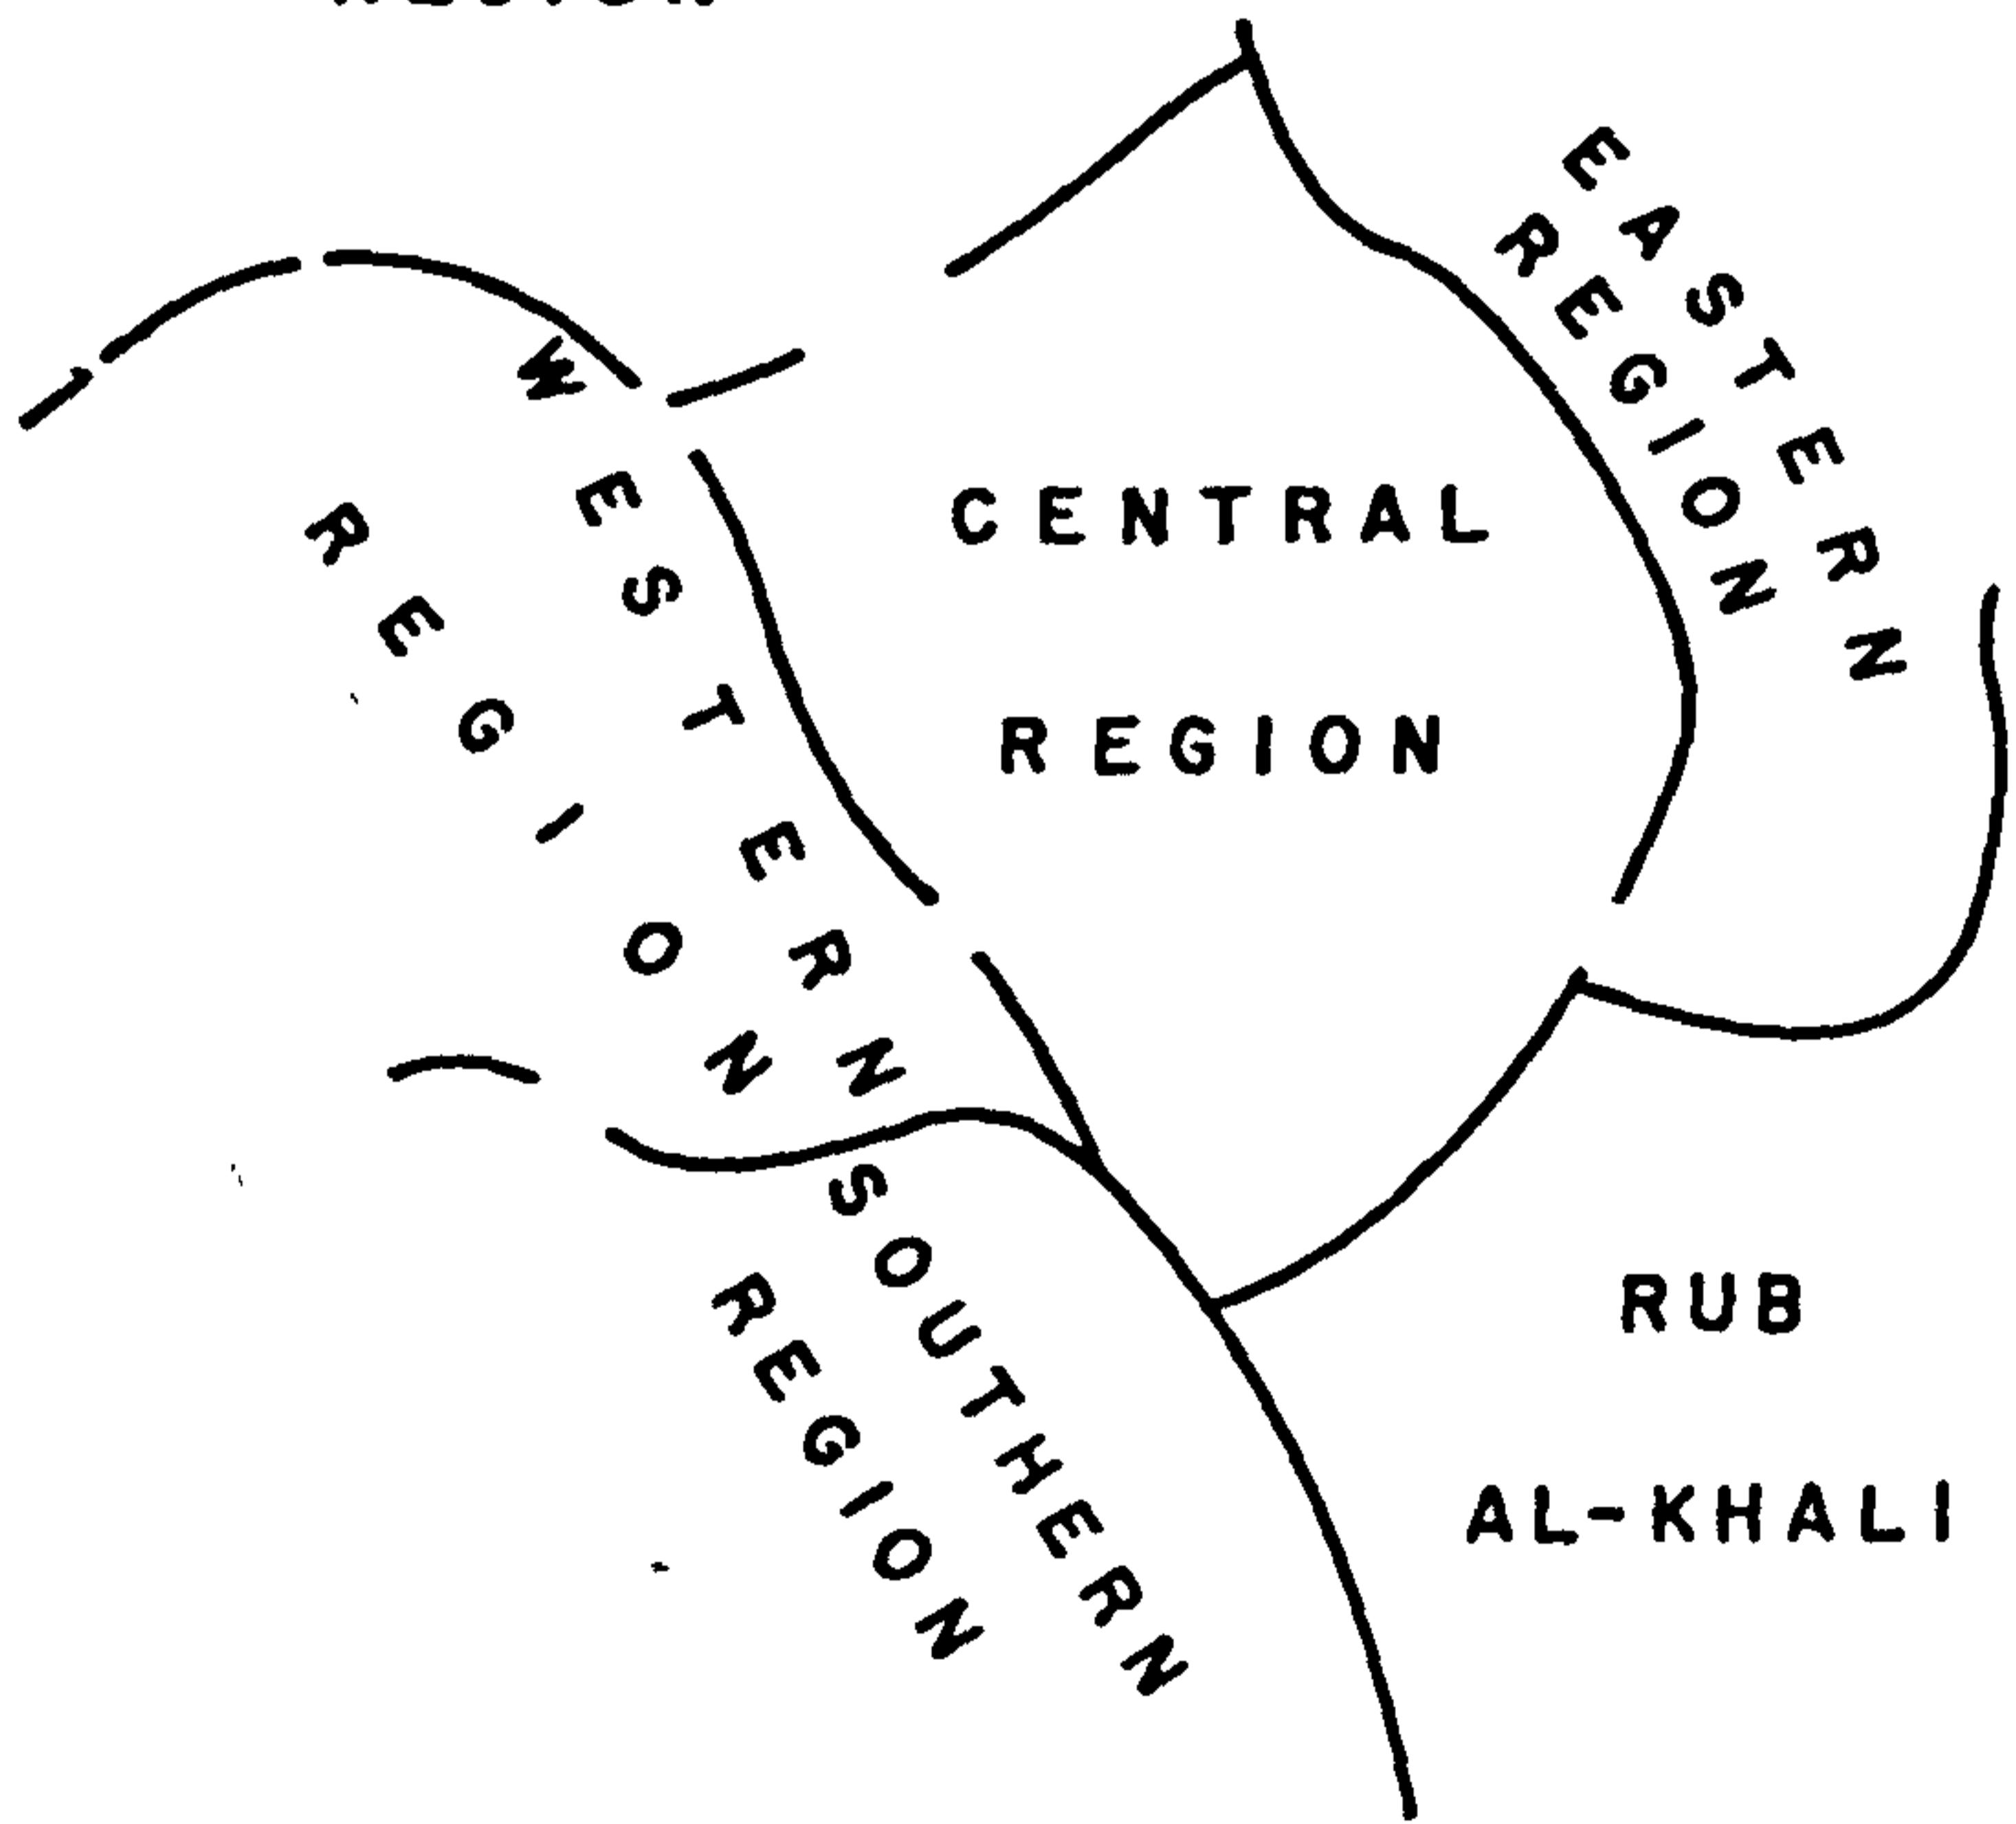 EASTERN
REGION
WESTERN
REGION
CENTRAL
REGION
SOUTHERN
REGION
RUB
AL-KHALI